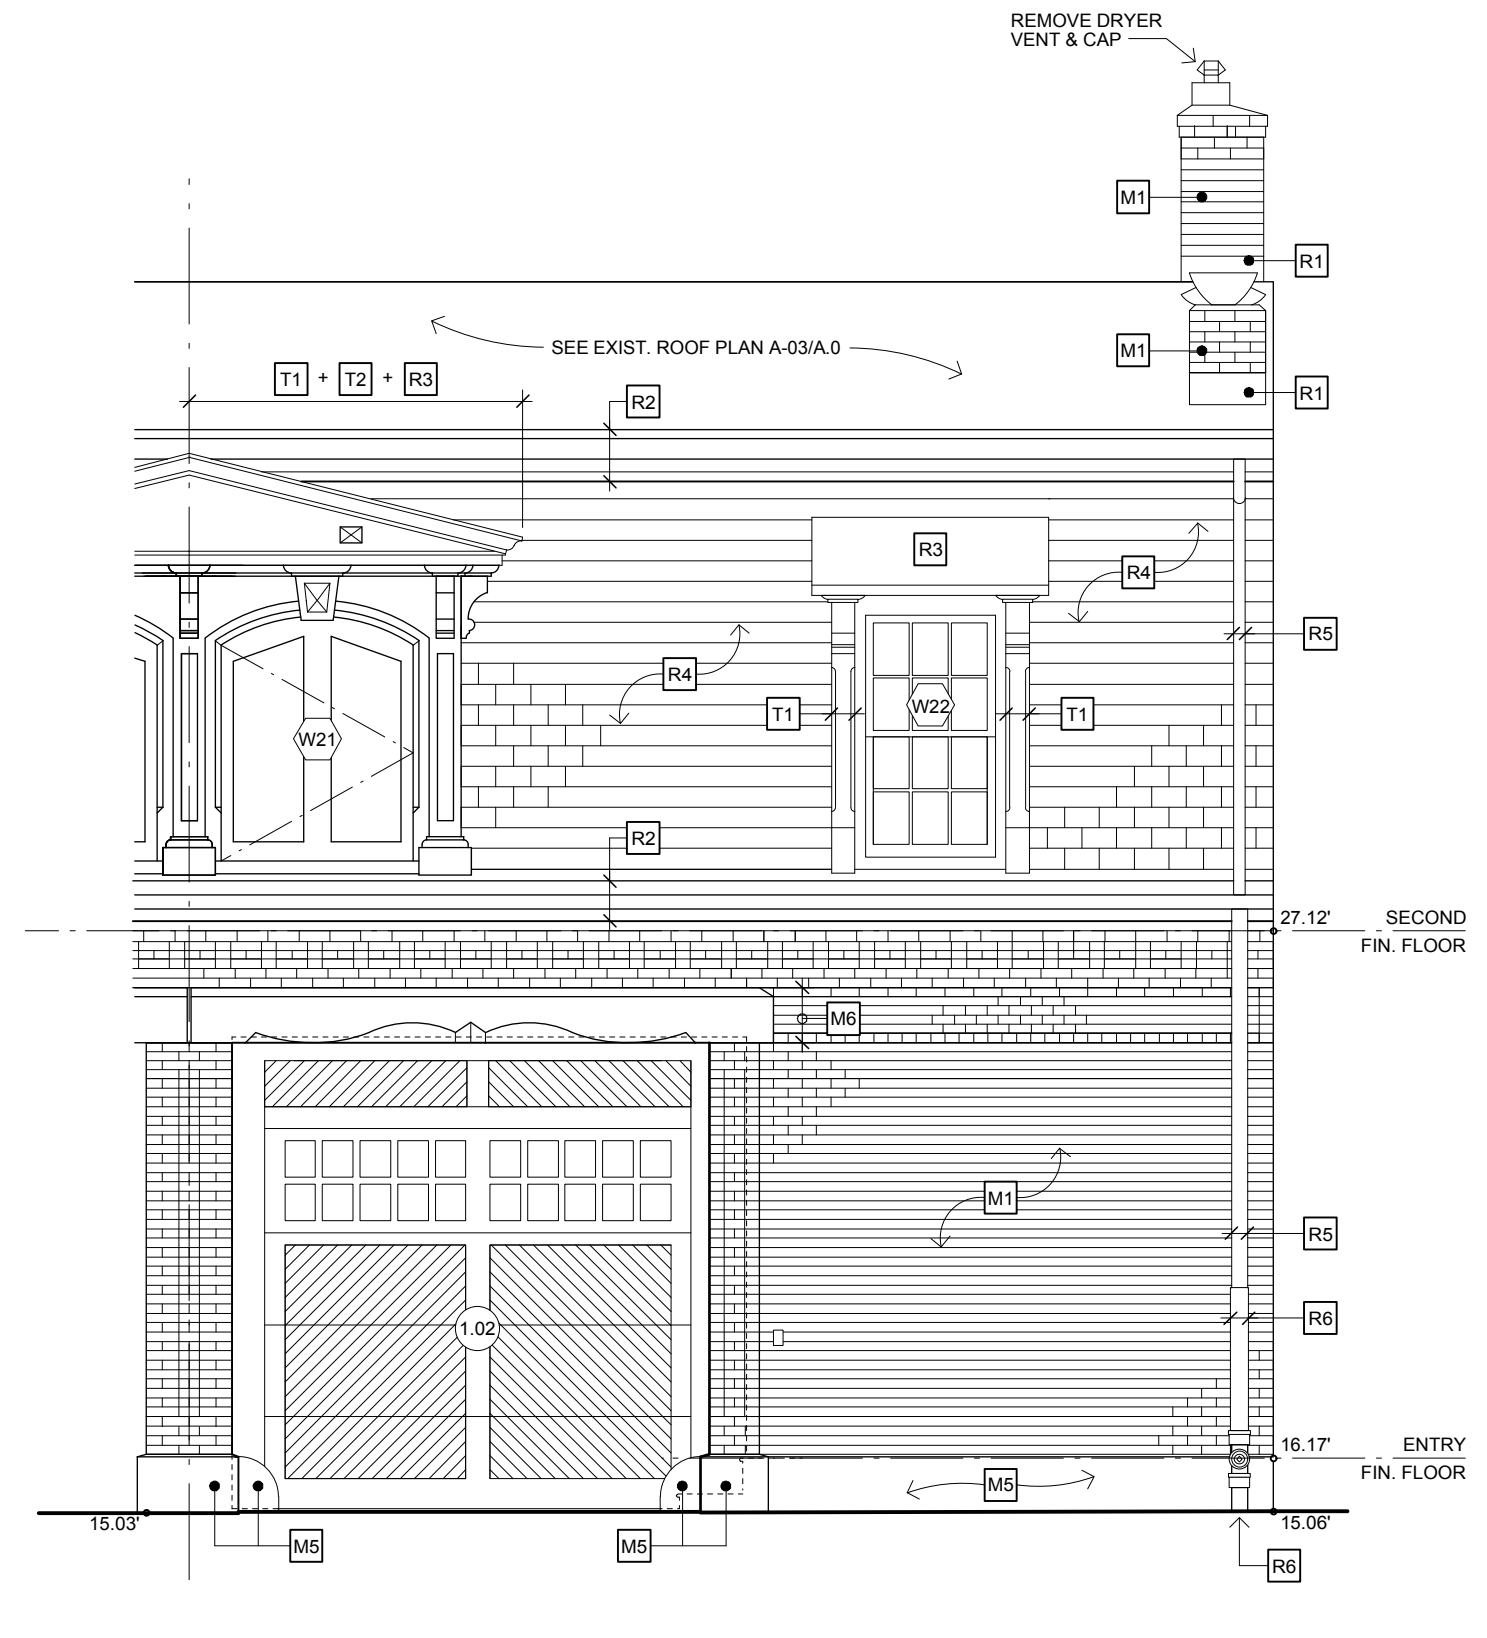 REMOVE DRYER
VENT & CAP
M1
R1
SEE EXIST. ROOF PLAN A-03/A.0
M1
T1 + T2 + R3
R1
R2
R3
R4
R5
R4
T1
W22
T1
W21
R2
27.12' SECOND
FIN. FLOOR
M6
M1
R5
R6
1.02
16.17' ENTRY
FIN. FLOOR
M5
15.03'
15.06'
M5
M5
R6